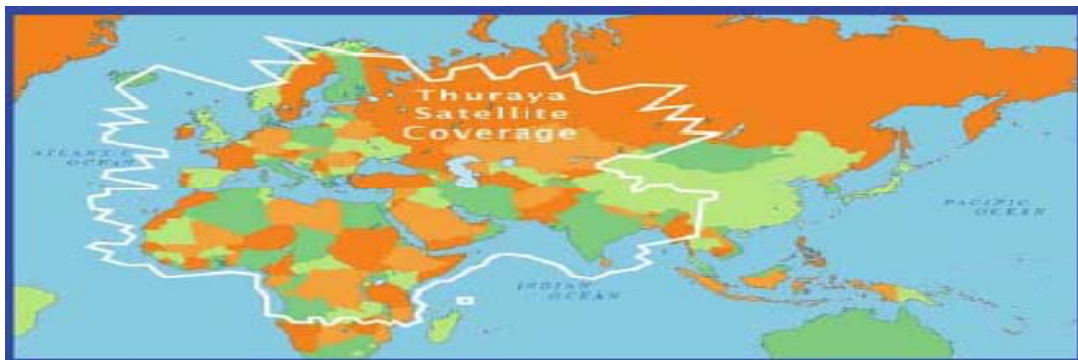 Thuraya
Satellite
Coverage
ATLANTIC
OCEAN
PACIFIC
OCEAN
INDIAN
OCEAN